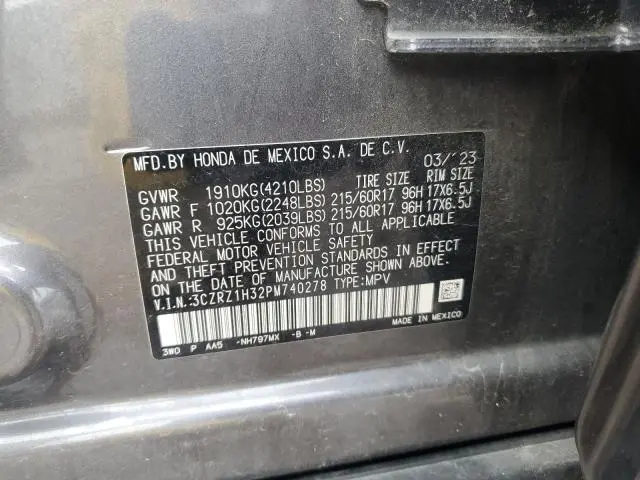 MFD.BY HONDA DE MEXICO S.A. DE C.V. 03/'23
GVWR 1910KG(4210LBS) TIRE SIZE RIM SIZE
GAWR F 1020KG(2248LBS) 215/60R17 96H 17X6.5J
GAWR R 925KG(2039LBS) 215/60R17 96H 17X6.5J
THIS VEHICLE CONFORMS TO ALL APPLICABLE
FEDERAL MOTOR VEHICLE SAFETY
AND THEFT PREVENTION STANDARDS IN EFFECT
ON THE DATE OF MANUFACTURE SHOWN ABOVE.
V.I.N.:3CZRZ1H32PM740278 TYPE:MPV
3W0 P AA5 -NH797MX -B -M
MADE IN MEXICO